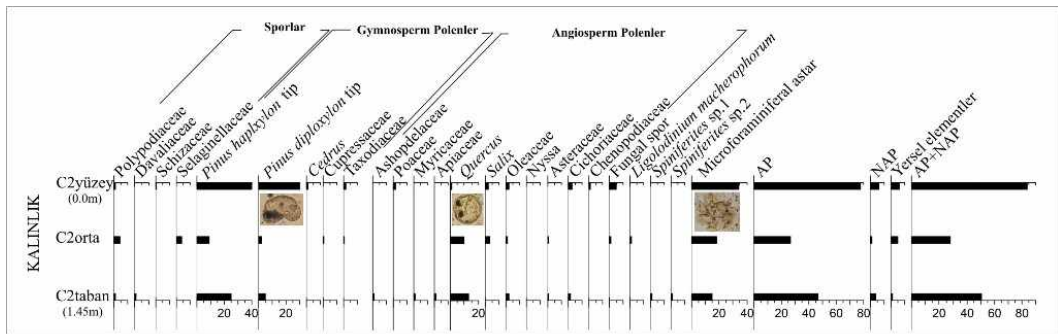 Sporlar
Gymnosperm Polenler
Angiosperm Polenler
Polypodiaceae
Davaliaceae
Schizaceae
Selaginellaceae
Pinus haplxylon tip
Pinus diploxylon tip
Cedrus
Cupressaceae
Taxodiaceae
Ashopdelaceae
Poaceae
Myricaceae
Apiaceae
Quercus
Salix
Oleaceae
Nyssa
Asteraceae
Cichoriaceae
Chenopodiaceae
Fungal spor
Ligolodinium macherophorum
Spiniferites sp.1
Spiniferites sp.2
Microforaminiferal astar
AP
NAP
Yersel elementler
AP+NAP
KALINLIK
C2yüzey
(0.0m)
C2orta
C2taban
(1.45m)
20 40 20 20 20 40 20 40 60 80 20 40 60 80